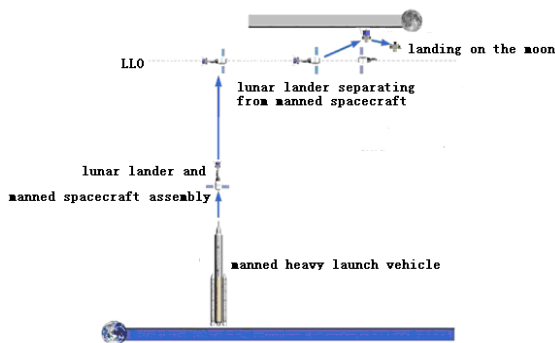 landing on the moon
LLO
lunar lander separating
from manned spacecraft
lunar lander and
manned spacecraft assembly
manned heavy launch vehicle